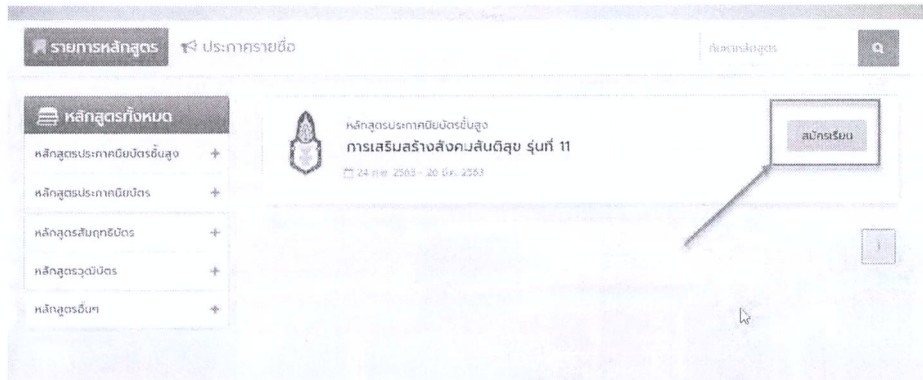 รายการหลักสูตร
ประกาศรายชื่อ
หลักสูตรทั้งหมด
หลักสูตรประกาศนียบัตรชั้นสูง +
หลักสูตรประกาศนียบัตร +
หลักสูตรสัมฤทธิบัตร +
หลักสูตรวุฒิบัตร +
หลักสูตรอื่นๆ +
หลักสูตรประกาศนียบัตรชั้นสูง
การเสริมสร้างสังคมสันติสุข รุ่นที่ 11
24 ก.พ. 2563 - 26 มี.ค. 2563
สมัครเรียน
1